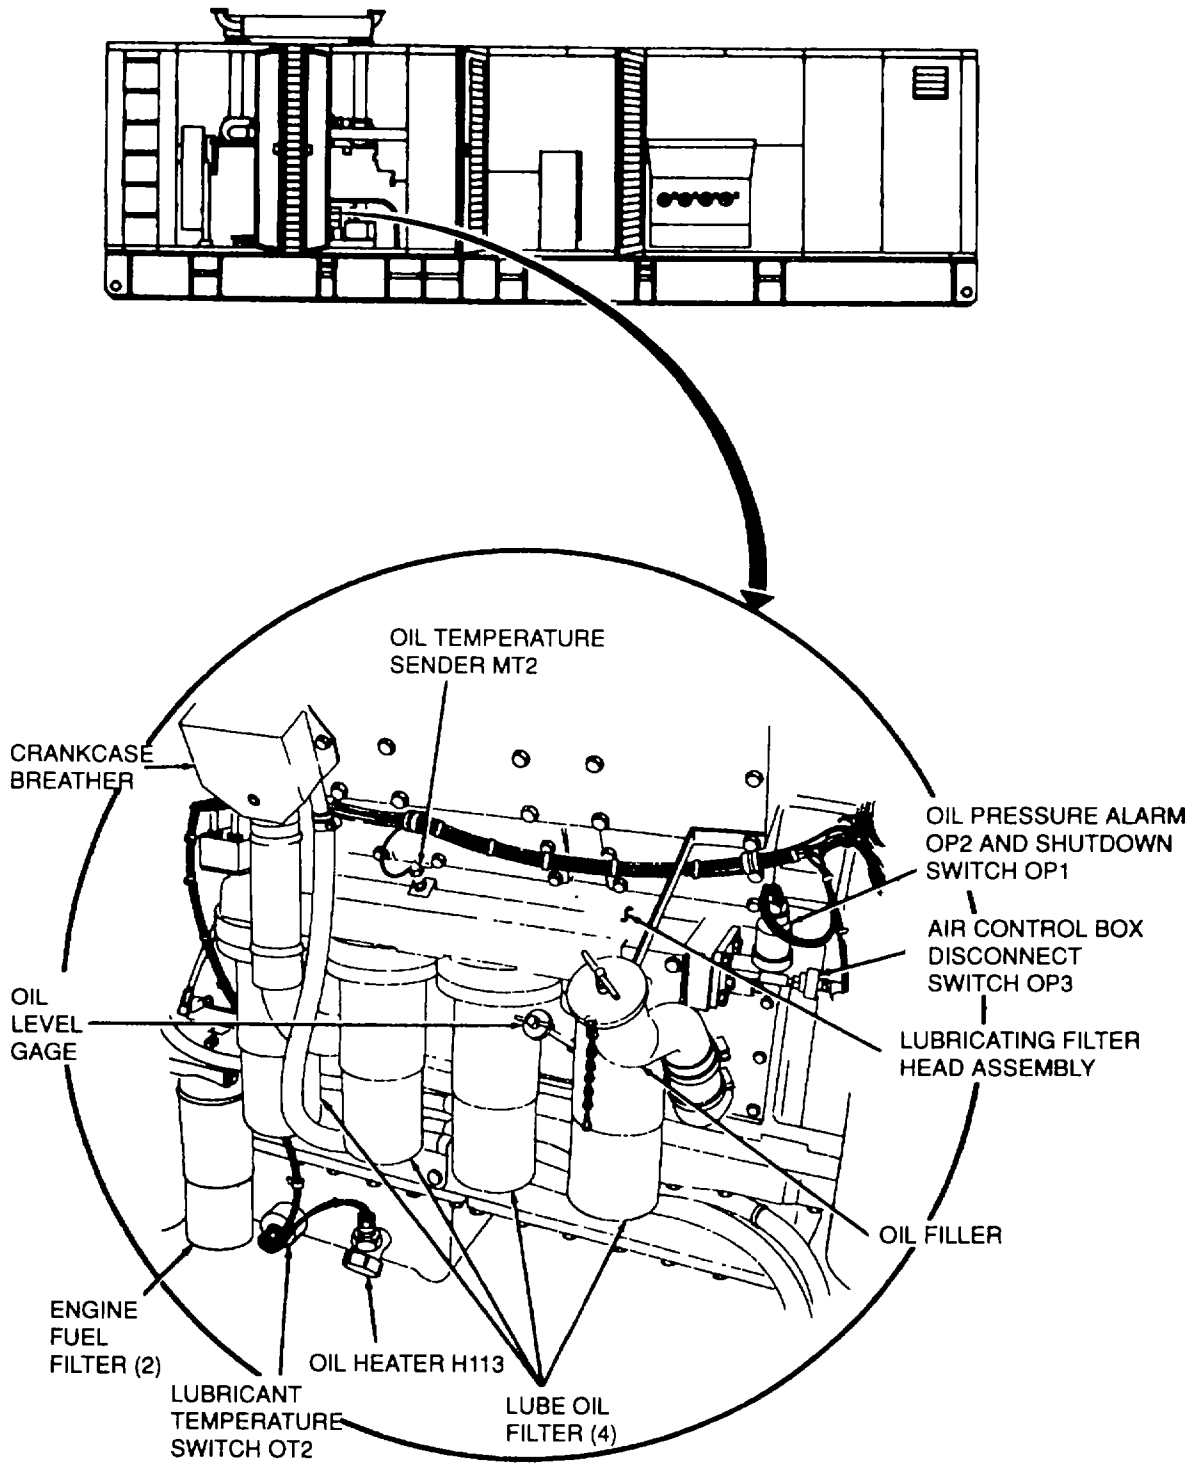 OIL TEMPERATURE
SENDER MT2
CRANKCASE
BREATHER
OIL PRESSURE ALARM
OP2 AND SHUTDOWN
SWITCH OP1
AIR CONTROL BOX
DISCONNECT
SWITCH OP3
OIL
LEVEL
GAGE
LUBRICATING FILTER
HEAD ASSEMBLY
OIL FILLER
ENGINE
FUEL
FILTER (2)
OIL HEATER H113
LUBRICANT
TEMPERATURE
SWITCH OT2
LUBE OIL
FILTER (4)